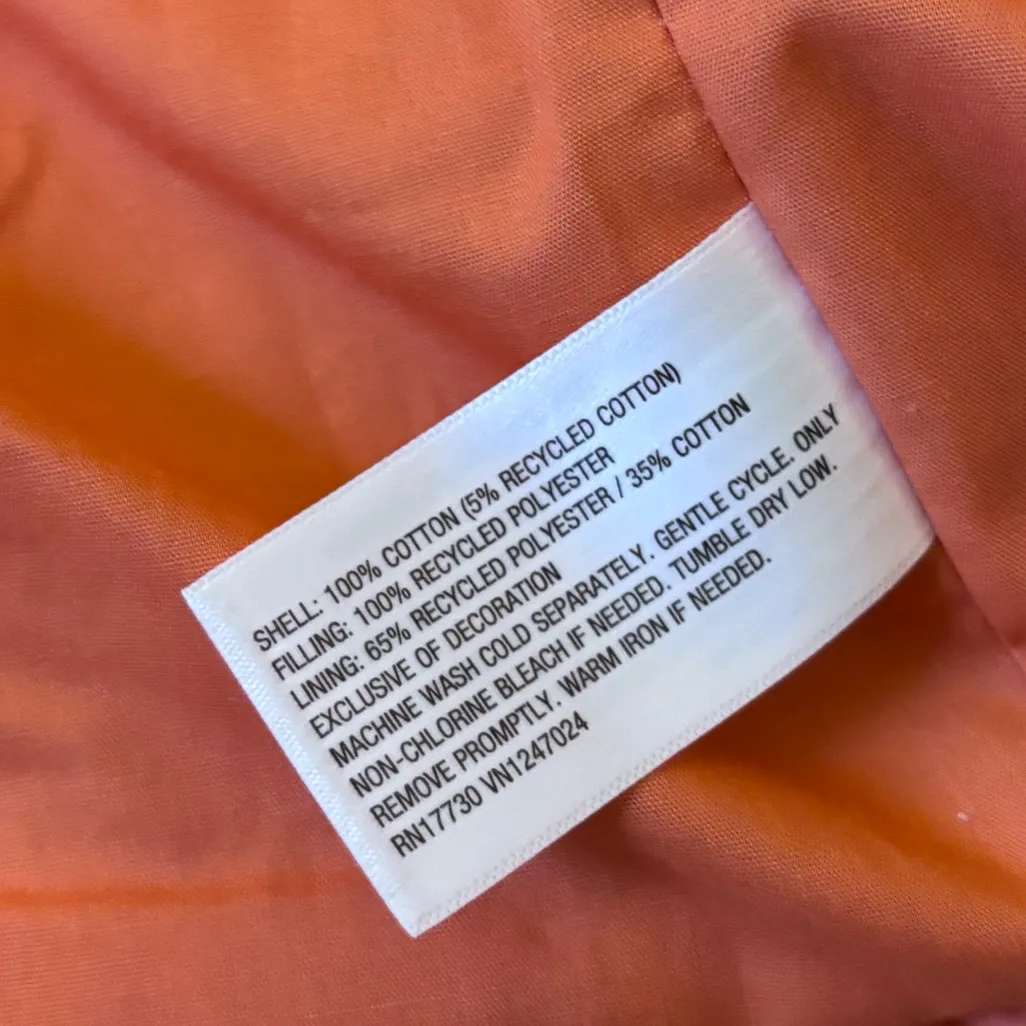 SHELL: 100% COTTON (5% RECYCLED COTTON)
FILLING: 100% RECYCLED POLYESTER
LINING: 65% RECYCLED POLYESTER / 35% COTTON
EXCLUSIVE OF DECORATION
MACHINE WASH COLD SEPARATELY. GENTLE CYCLE. ONLY
NON-CHLORINE BLEACH IF NEEDED. TUMBLE DRY LOW.
REMOVE PROMPTLY. WARM IRON IF NEEDED.
RN17730 VN1247024